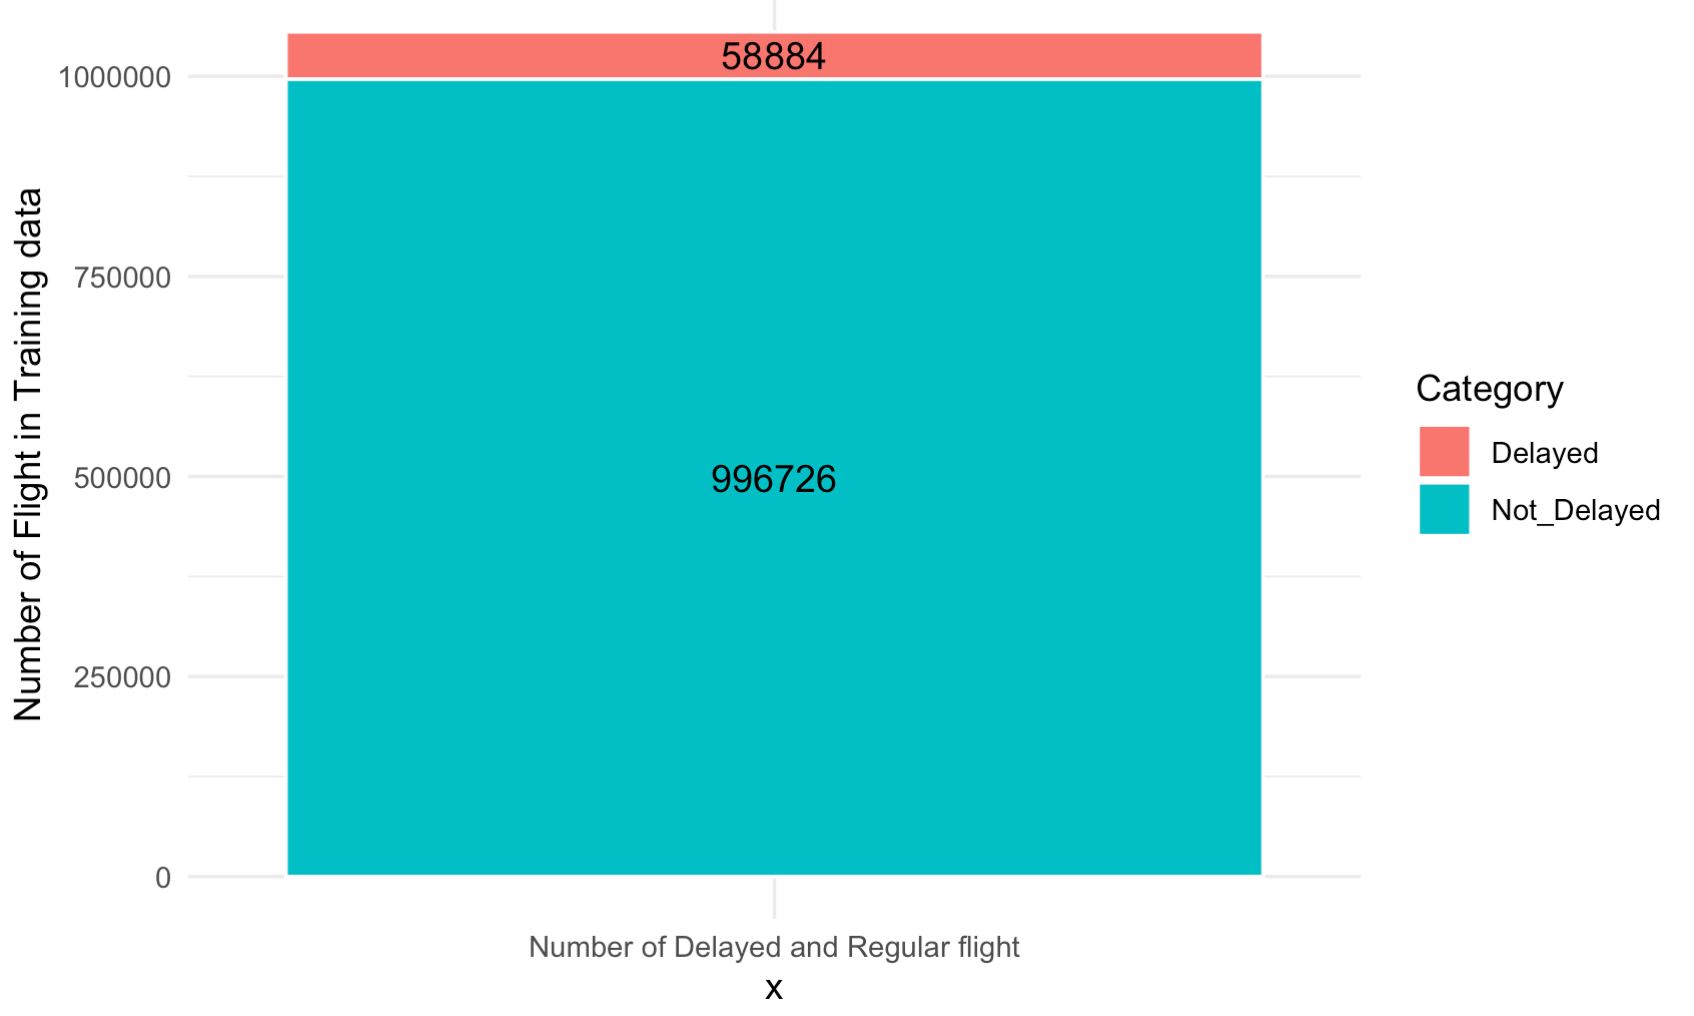 Number of Flight in Training data
1000000
750000
500000
250000
0
58884
996726
Number of Delayed and Regular flight
x
Category
Delayed
Not_Delayed